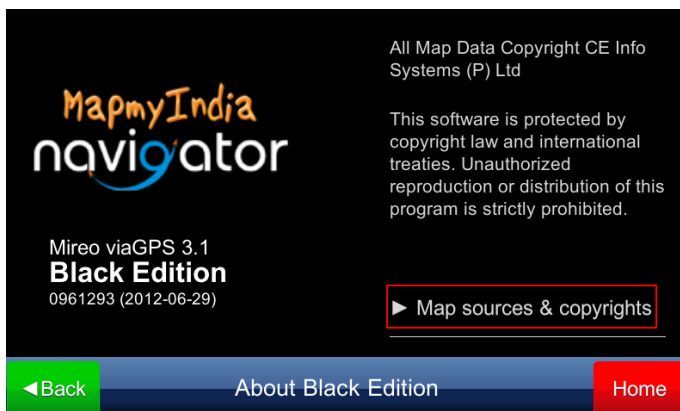 MapmyIndia
navigator
Mireo viaGPS 3.1
Black Edition
0961293 (2012-06-29)
All Map Data Copyright CE Info
Systems (P) Ltd
This software is protected by
copyright law and international
treaties. Unauthorized
reproduction or distribution of this
program is strictly prohibited.
► Map sources & copyrights
◄Back
About Black Edition
Home